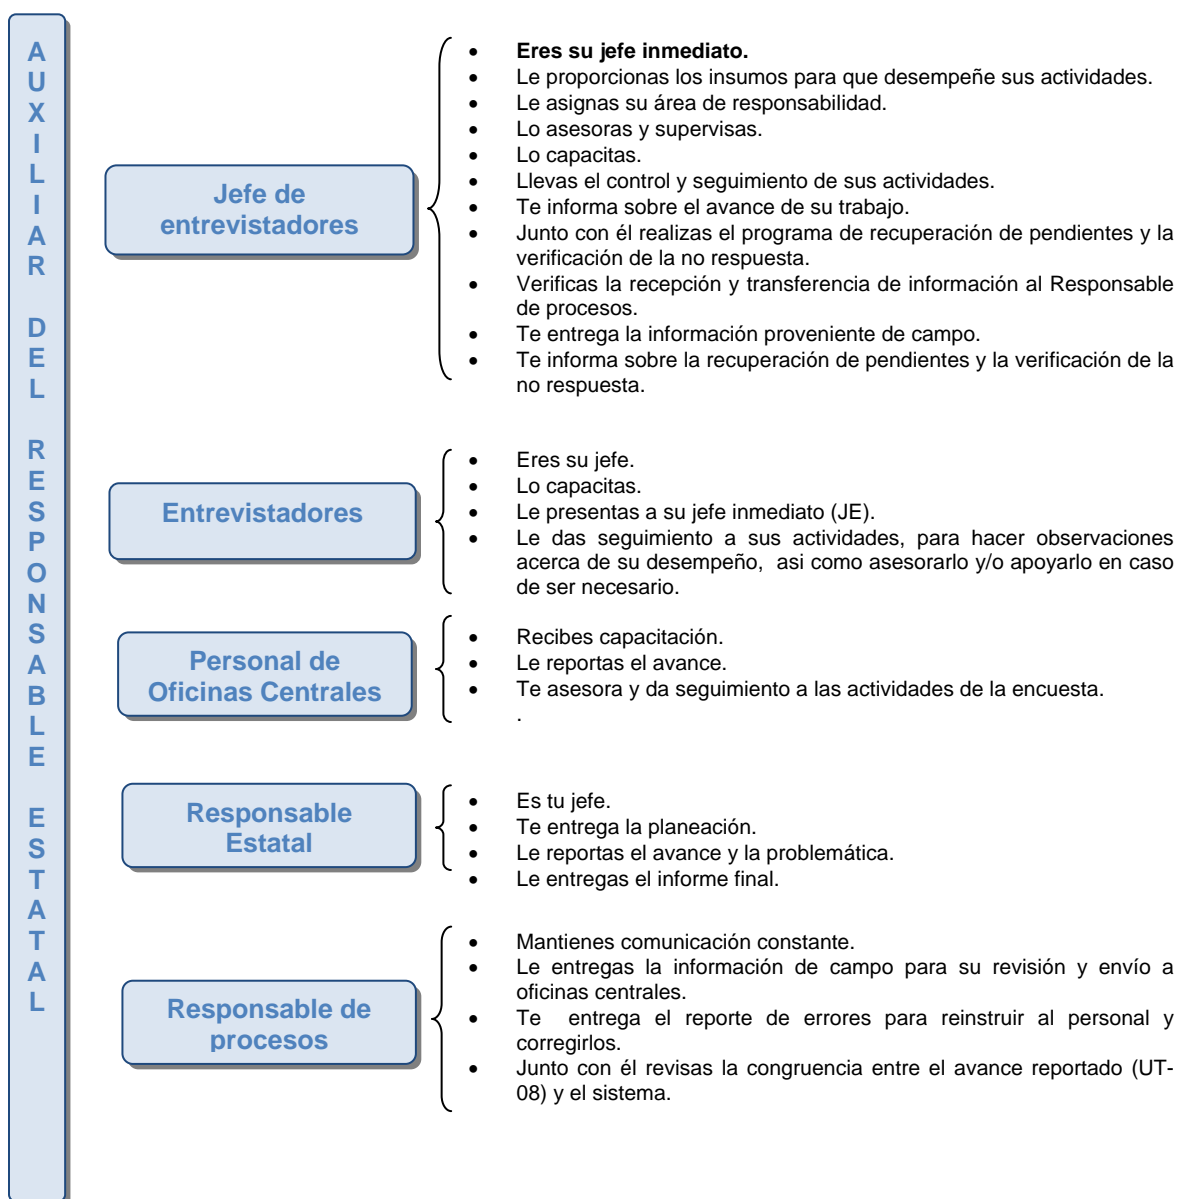 AUXILIAR DEL RESPONSABLE ESTATAL
Jefe de
entrevistadores
• Eres su jefe inmediato.
• Le proporcionas los insumos para que desempeñe sus actividades.
• Le asignas su área de responsabilidad.
• Lo asesoras y supervisas.
• Lo capacitas.
• Llevas el control y seguimiento de sus actividades.
• Te informa sobre el avance de su trabajo.
• Junto con él realizas el programa de recuperación de pendientes y la
verificación de la no respuesta.
• Verificas la recepción y transferencia de información al Responsable
de procesos.
• Te entrega la información proveniente de campo.
• Te informa sobre la recuperación de pendientes y la verificación de la
no respuesta.
Entrevistadores
• Eres su jefe.
• Lo capacitas.
• Le presentas a su jefe inmediato (JE).
• Le das seguimiento a sus actividades, para hacer observaciones
acerca de su desempeño, asi como asesorarlo y/o apoyarlo en caso
de ser necesario.
Personal de
Oficinas Centrales
• Recibes capacitación.
• Le reportas el avance.
• Te asesora y da seguimiento a las actividades de la encuesta.
.
Responsable
Estatal
• Es tu jefe.
• Te entrega la planeación.
• Le reportas el avance y la problemática.
• Le entregas el informe final.
Responsable de
procesos
• Mantienes comunicación constante.
• Le entregas la información de campo para su revisión y envío a
oficinas centrales.
• Te entrega el reporte de errores para reinstruir al personal y
corregirlos.
• Junto con él revisas la congruencia entre el avance reportado (UT-
08) y el sistema.